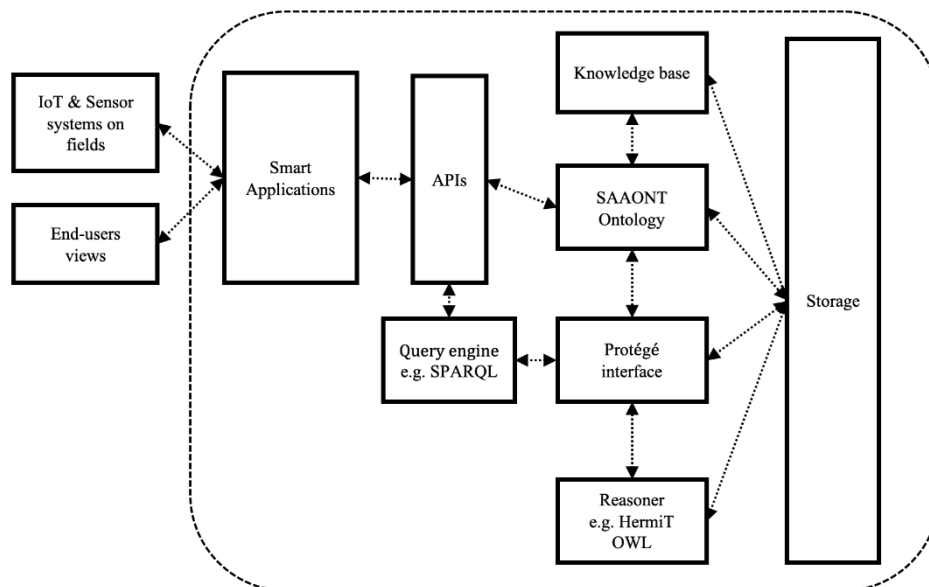 IoT & Sensor
systems on
fields
End-users
views
Smart
Applications
APIs
Query engine
e.g. SPARQL
Knowledge base
SAAONT
Ontology
Protégé
interface
Reasoner
e.g. HermiT
OWL
Storage